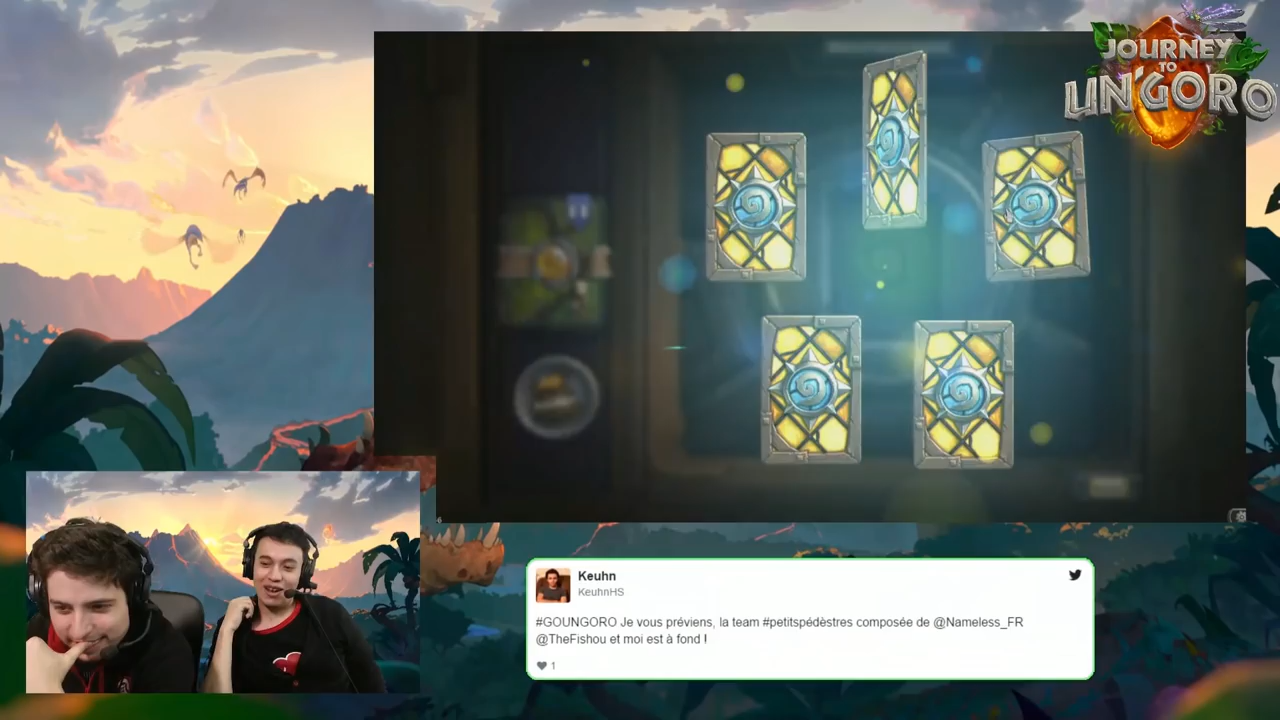 JOURNEY
TO
UN'GORO
Keuhn
KeuhnHS
#GOUNGORO Je vous préviens, la team #petitspédèstres composée de @Nameless_FR
@TheFishou et moi est à fond !
1